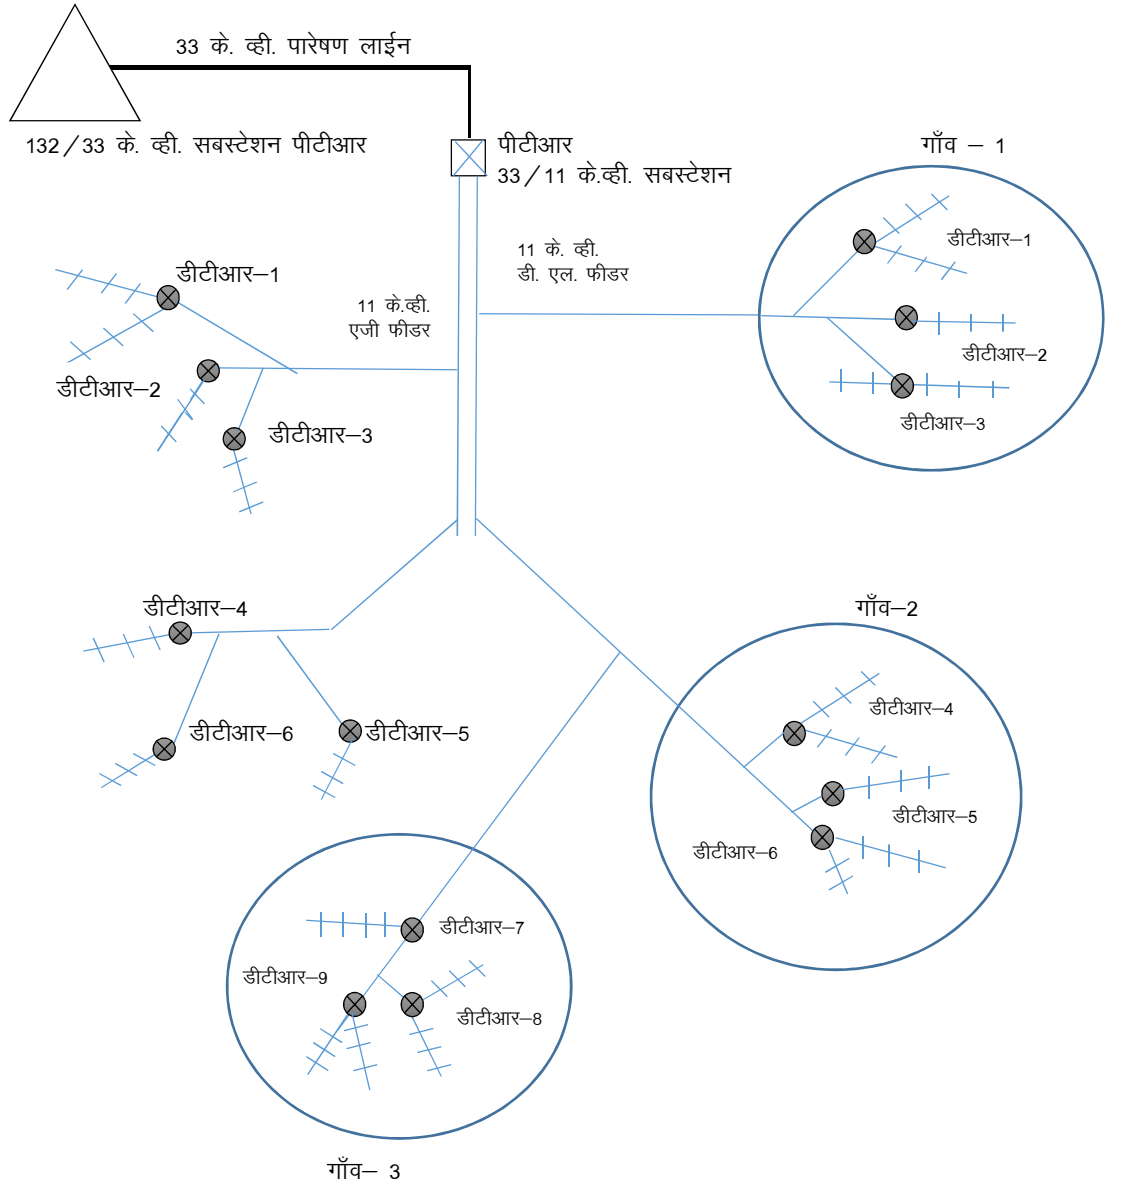 33 के. व्ही. पारेषण लाईन
132/33 के. व्ही. सबस्टेशन पीटीआर
पीटीआर
33/11 के.व्ही. सबस्टेशन
गाँव – 1
11 के. व्ही.
डी. एल. फीडर
11 के.व्ही.
एजी फीडर
डीटीआर–1
डीटीआर–2
डीटीआर–3
डीटीआर–1
डीटीआर–2
डीटीआर–3
डीटीआर–4
डीटीआर–6
डीटीआर–5
गाँव–2
डीटीआर–4
डीटीआर–5
डीटीआर–6
डीटीआर–7
डीटीआर–9
डीटीआर–8
गाँव– 3